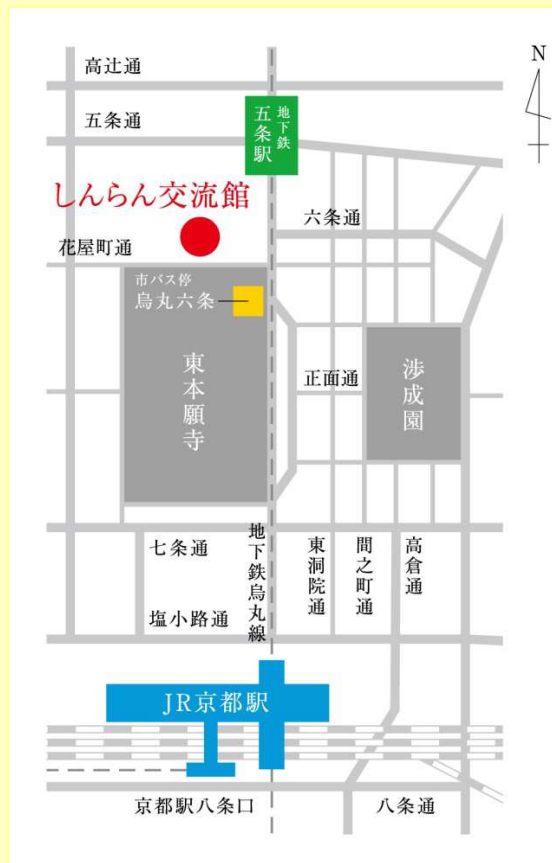 N
高辻通
五条通
地下鉄
五条駅
しんらん交流館
六条通
花屋町通
市バス停
烏丸六条
東本願寺
正面通
渉成園
七条通
地下鉄烏丸線
東洞院通
間之町通
高倉通
塩小路通
JR京都駅
京都駅八条口
八条通